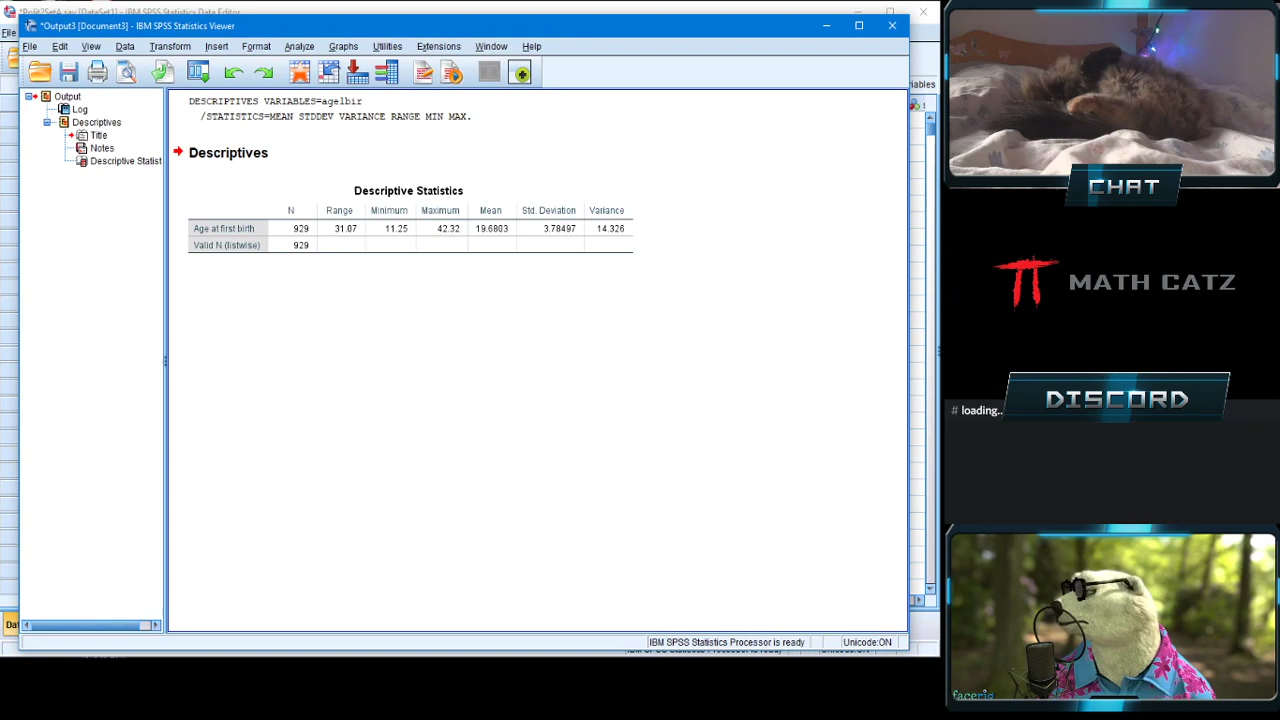 *Output3 [Document3] - IBM SPSS Statistics Viewer
File Edit View Data Transform Insert Format Analyze Graphs Utilities Extensions Window Help
Output
Log
Descriptives
Title
Notes
Descriptive Statist
DESCRIPTIVES VARIABLES=age1bir
/STATISTICS=MEAN STDDEV VARIANCE RANGE MIN MAX.
Descriptives
Descriptive Statistics
N Range Minimum Maximum Mean Std. Deviation Variance
Age at first birth 929 31.07 11.25 42.32 19.6803 3.78497 14.326
Valid N (listwise) 929
IBM SPSS Statistics Processor is ready Unicode:ON
CHAT
MATH CATZ
DISCORD
# loading..
facerig